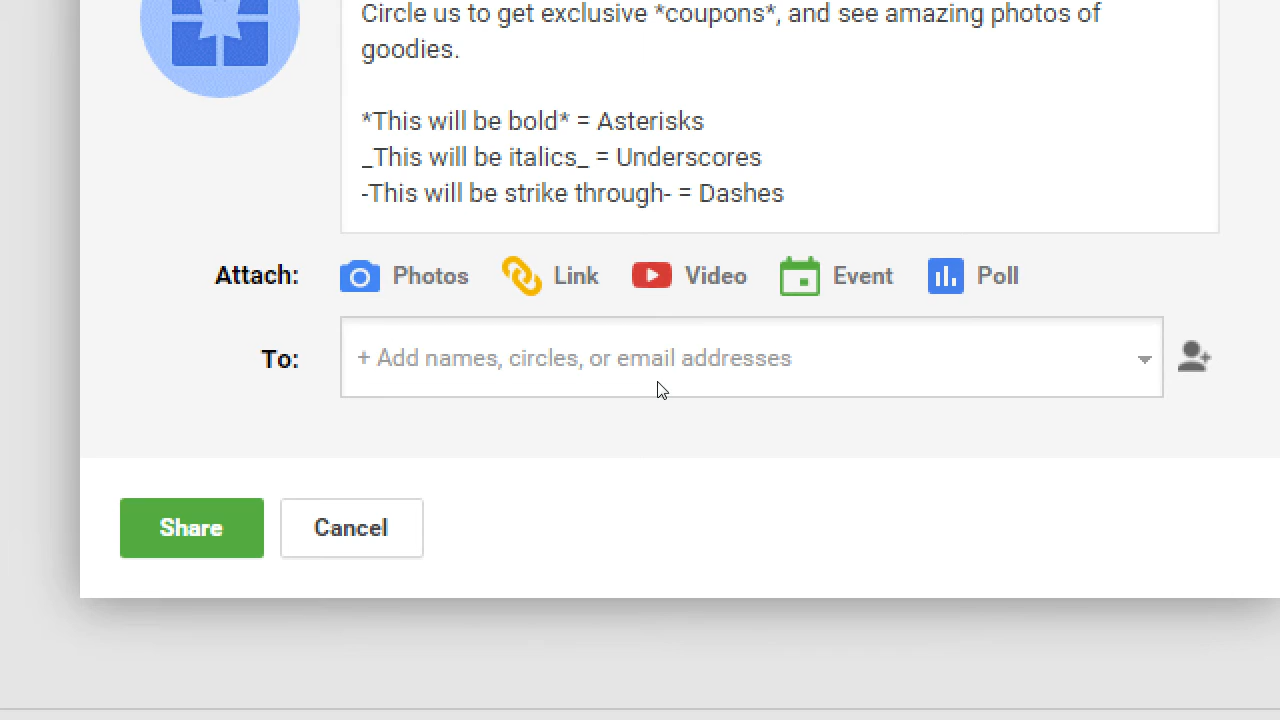 Circle us to get exclusive *coupons*, and see amazing photos of
goodies.
*This will be bold* = Asterisks
_This will be italics_ = Underscores
-This will be strike through- = Dashes
Attach: Photos Link Video Event Poll
To: + Add names, circles, or email addresses
Share Cancel